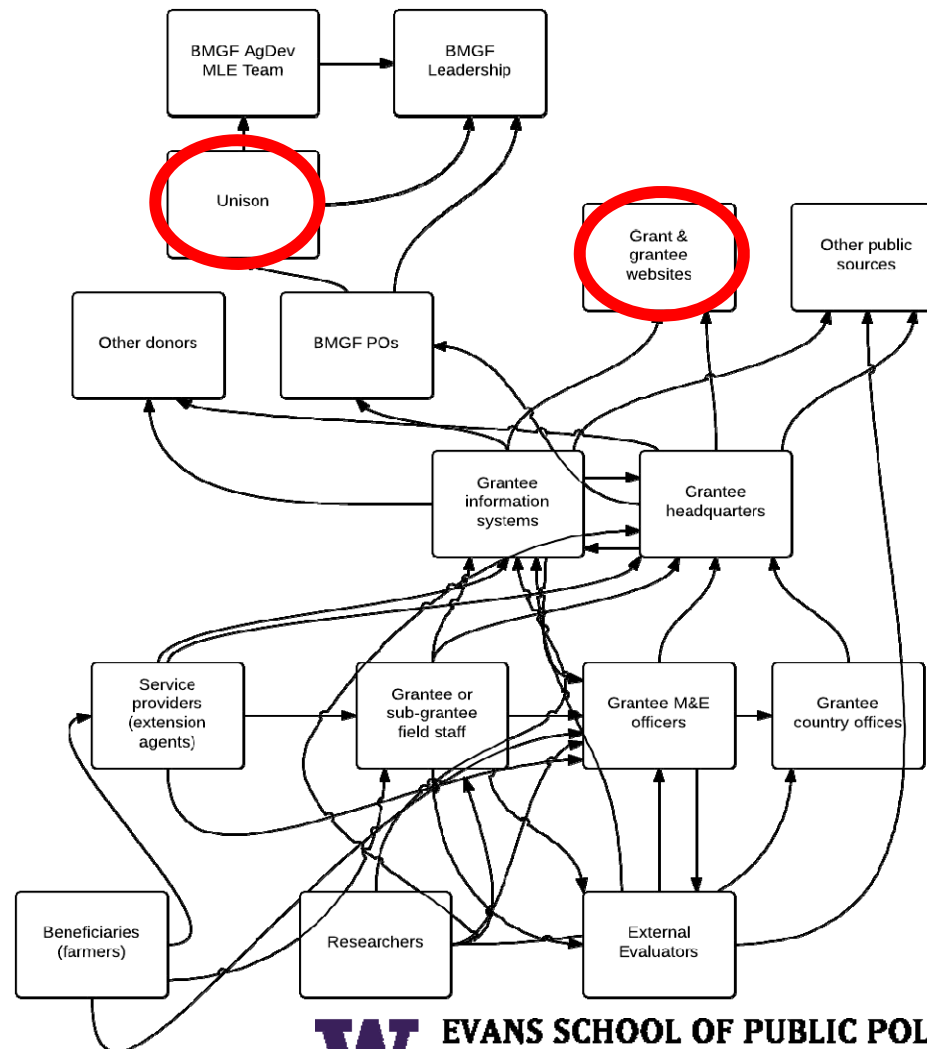 BMGF AgDev
MLE Team
BMGF
Leadership
Unison
Grant &
grantee
websites
Other public
sources
Other donors
BMGF POs
Grantee
information
systems
Grantee
headquarters
Service
providers
(extension
agents)
Grantee or
sub-grantee
field staff
Grantee M&E
officers
Grantee
country offices
Beneficiaries
(farmers)
Researchers
External
Evaluators
W
EVANS SCHOOL OF PUBLIC POL